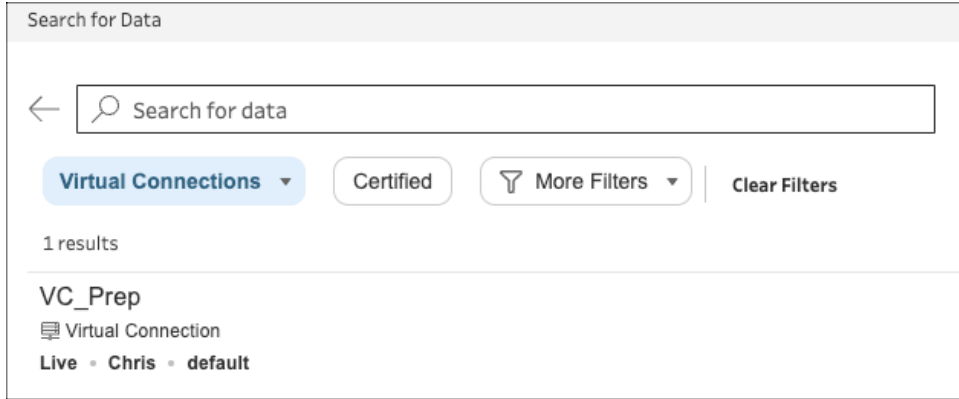 Search for Data
Search for data
Virtual Connections Certified More Filters Clear Filters
1 results
VC_Prep
Virtual Connection
Live • Chris • default